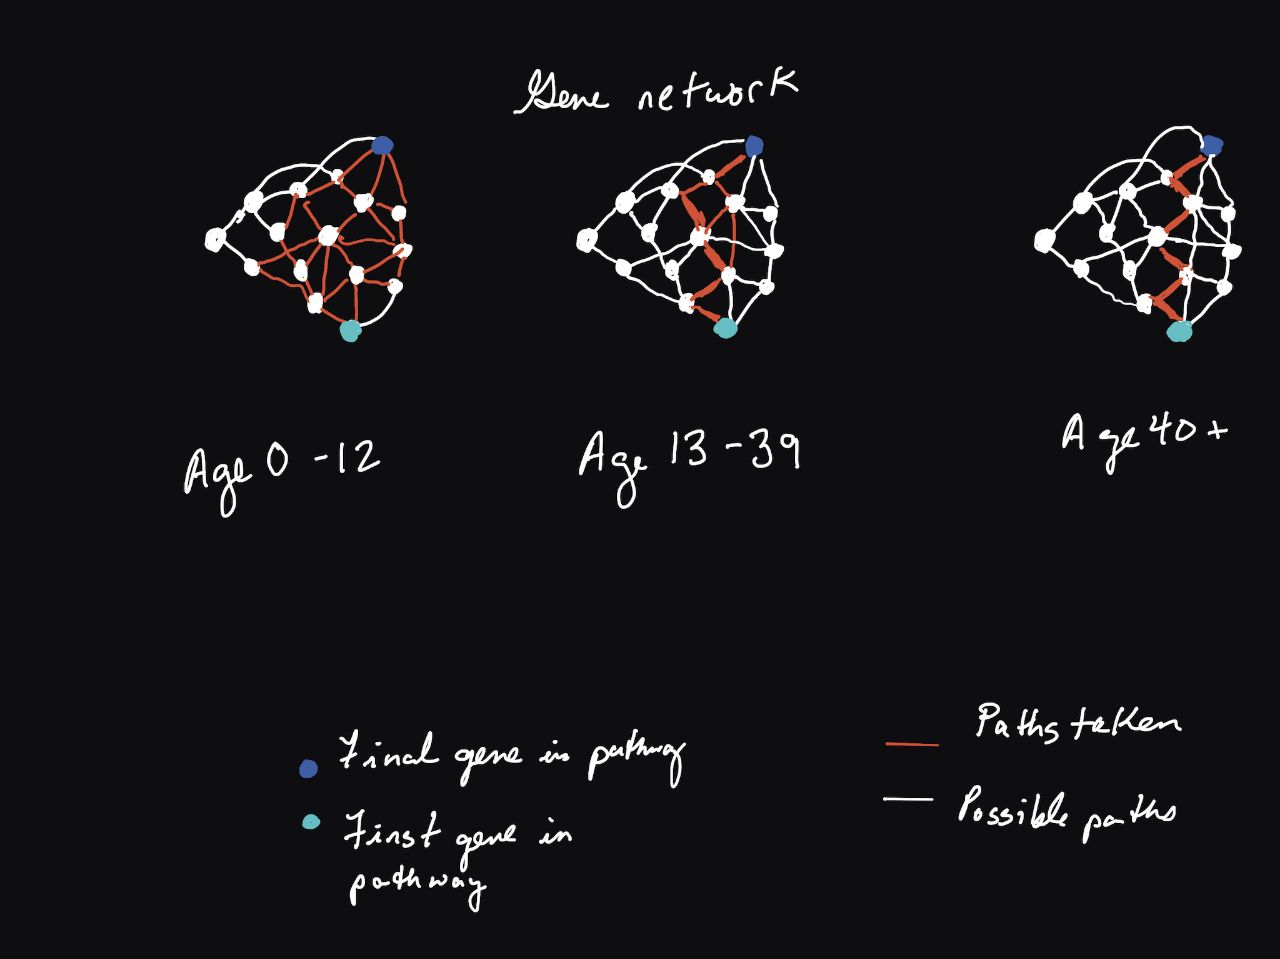 Gene network
Age 0-12
Age 13-39
Age 40+
Final gene in pathway
First gene in
pathway
Paths taken
Possible paths